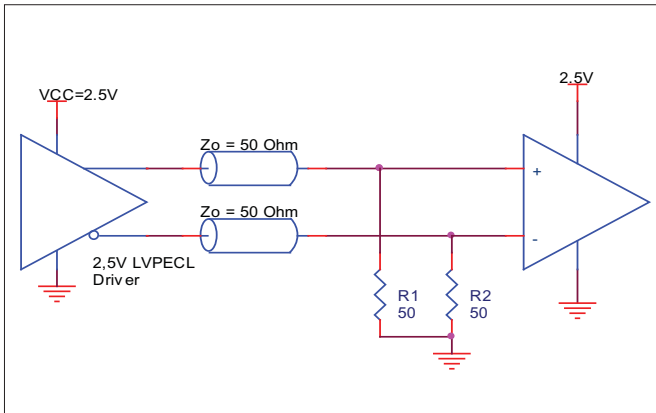 VCC=2.5V
2.5V
Zo = 50 Ohm
+
Zo = 50 Ohm
-
2,5V LVPECL
Driver
R1
50
R2
50